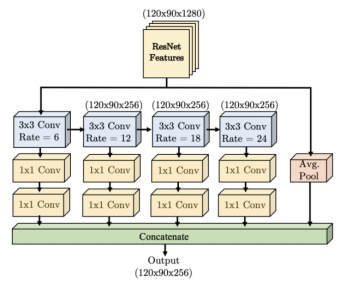 (120x90x1280)
ResNet
Features
(120x90x256) (120x90x256) (120x90x256)
3x3 Conv
Rate = 6
3x3 Conv
Rate = 12
3x3 Conv
Rate = 18
3x3 Conv
Rate = 24
1x1 Conv 1x1 Conv 1x1 Conv 1x1 Conv
Avg.
Pool
1x1 Conv 1x1 Conv 1x1 Conv 1x1 Conv
Concatenate
Output
(120x90x256)